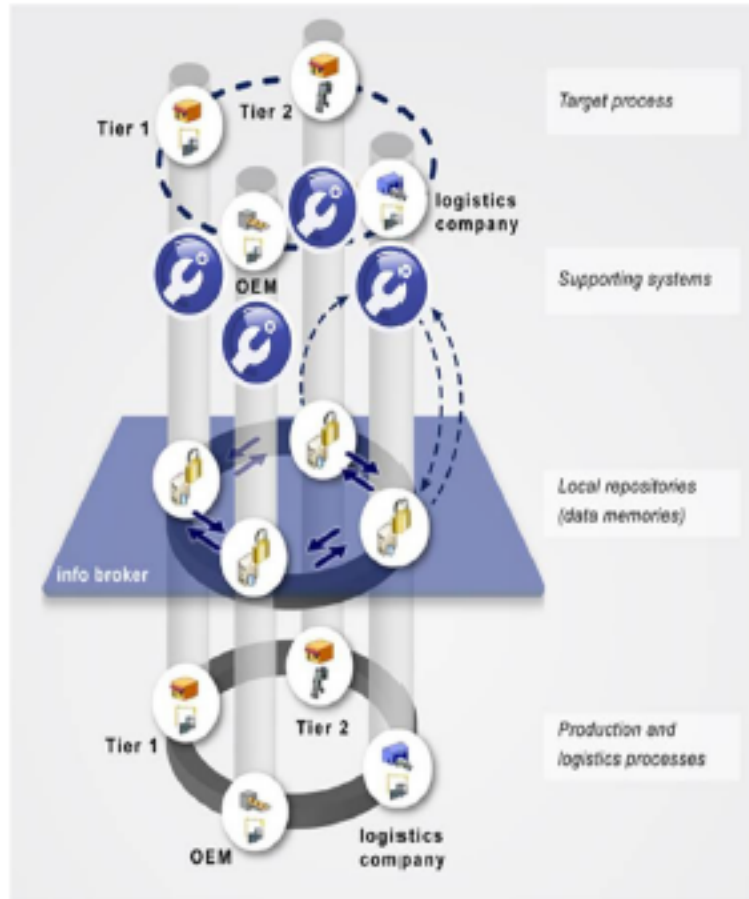 Tier 1
Tier 2
Target process
logistics
company
OEM
Supporting systems
Local repositories
(data memories)
info broker
Tier 1
Tier 2
Production and
logistics processes
OEM
logistics
company